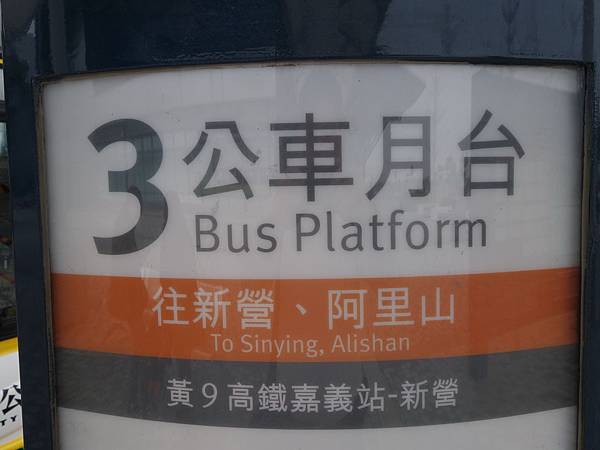 3 公車月台
Bus Platform
往新營、阿里山
To Sinying, Alishan
黃9 高鐵嘉義站-新營
公